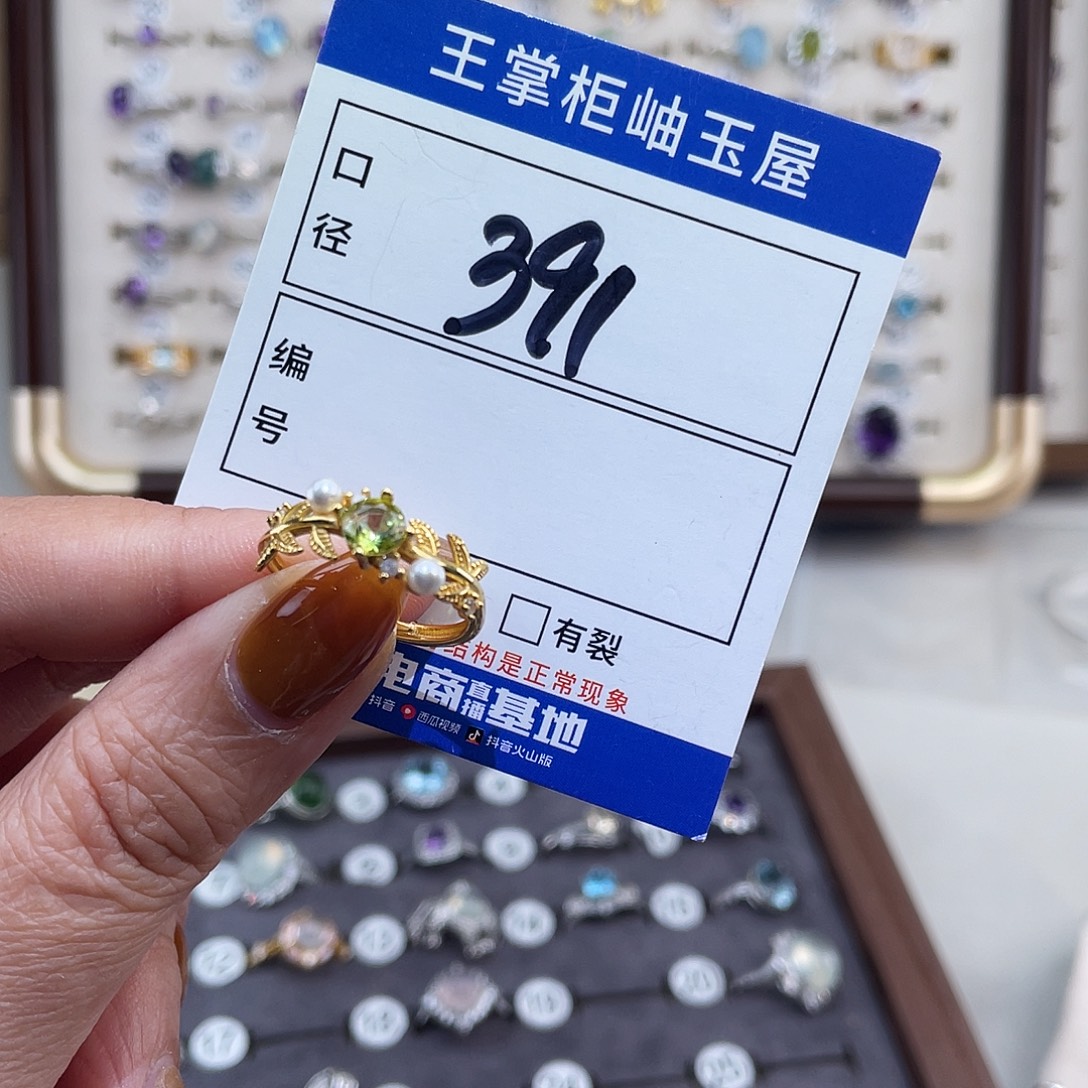 王掌柜岫玉屋
口径
391
编号
有裂
结构是正常现象
电商直播基地
抖音 西瓜视频 抖音火山版